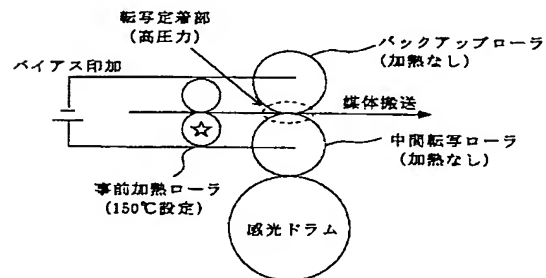 転写定着部
(高圧力)
バックアップローラ
(加熱なし)
バイアス印加
媒体搬送
中間転写ローラ
(加熱なし)
事前加熱ローラ
(150℃設定)
感光ドラム